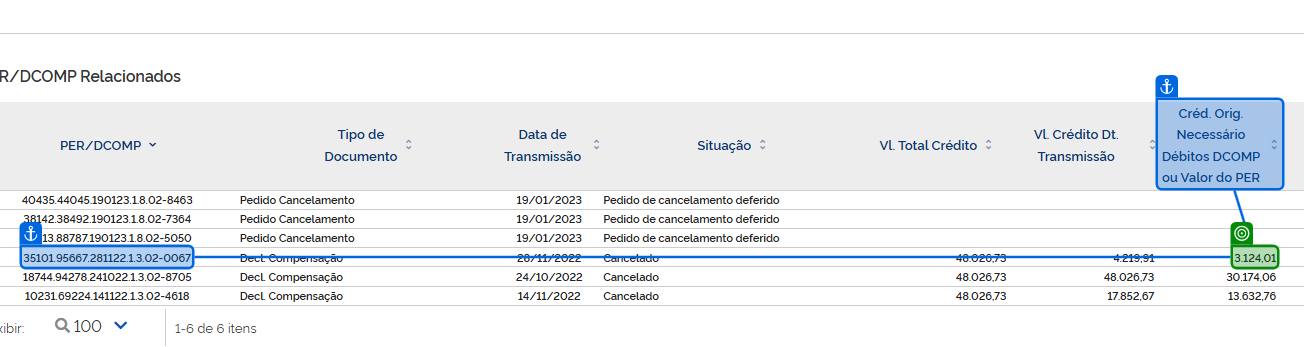 R/DCOMP Relacionados
PER/DCOMP Tipo de Documento Data de Transmissão Situação Vl. Total Crédito Vl. Crédito Dt. Transmissão Créd. Orig. Necessário Débitos DCOMP ou Valor do PER
40435.44045.190123.1.8.02-8463 Pedido Cancelamento 19/01/2023 Pedido de cancelamento deferido
38142.38492.190123.1.8.02-7364 Pedido Cancelamento 19/01/2023 Pedido de cancelamento deferido
13.88787.190123.1.8.02-5050 Pedido Cancelamento 19/01/2023 Pedido de cancelamento deferido
35101.95667.281122.1.3.02-0067 Decl. Compensação 28/11/2022 Cancelado 48.026,73 4.219,91 3.124,01
18744.94278.241022.1.3.02-8705 Decl. Compensação 24/10/2022 Cancelado 48.026,73 48.026,73 30.174,06
10231.69224.141122.1.3.02-4618 Decl. Compensação 14/11/2022 Cancelado 48.026,73 17.852,67 13.632,76
xibir: 100 1-6 de 6 itens